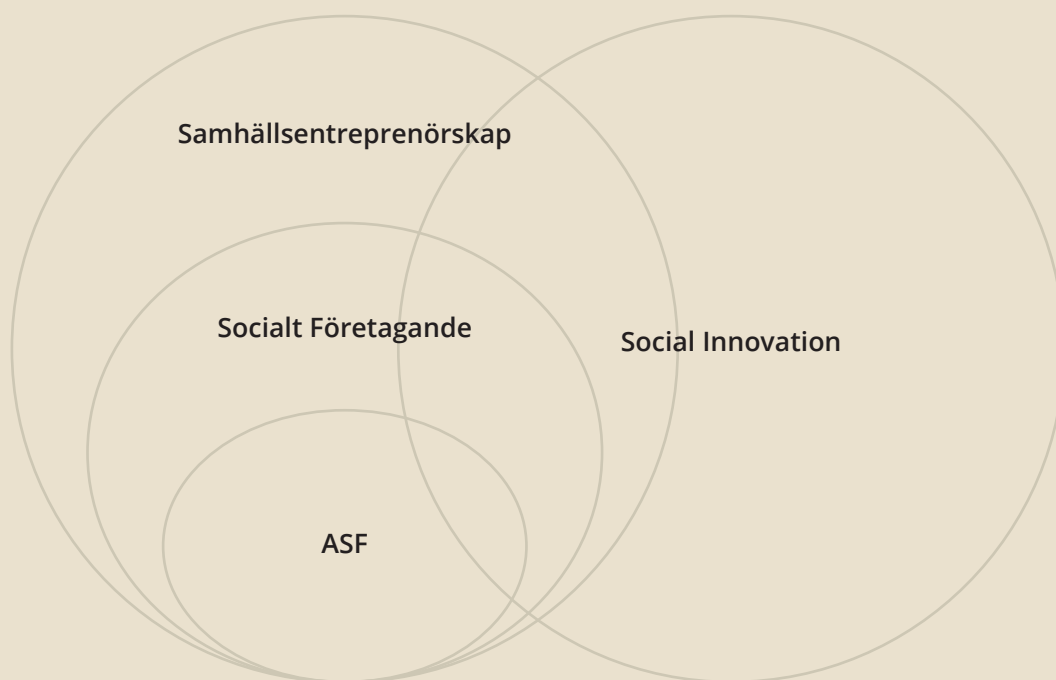 Samhällsentreprenörskap
Socialt Företagande
Social Innovation
ASF